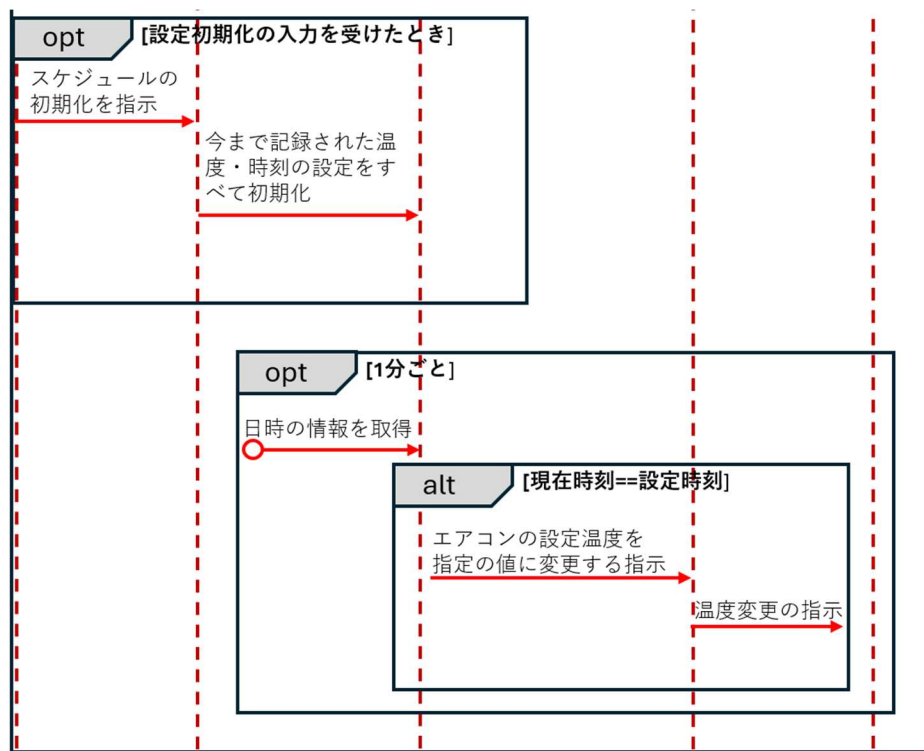 opt
[設定初期化の入力を受けたとき]
スケジュールの
初期化を指示
今まで記録された温
度・時刻の設定をす
べて初期化
opt
[1分ごと]
日時の情報を取得
alt
[現在時刻==設定時刻]
エアコンの設定温度を
指定の値に変更する指示
温度変更の指示